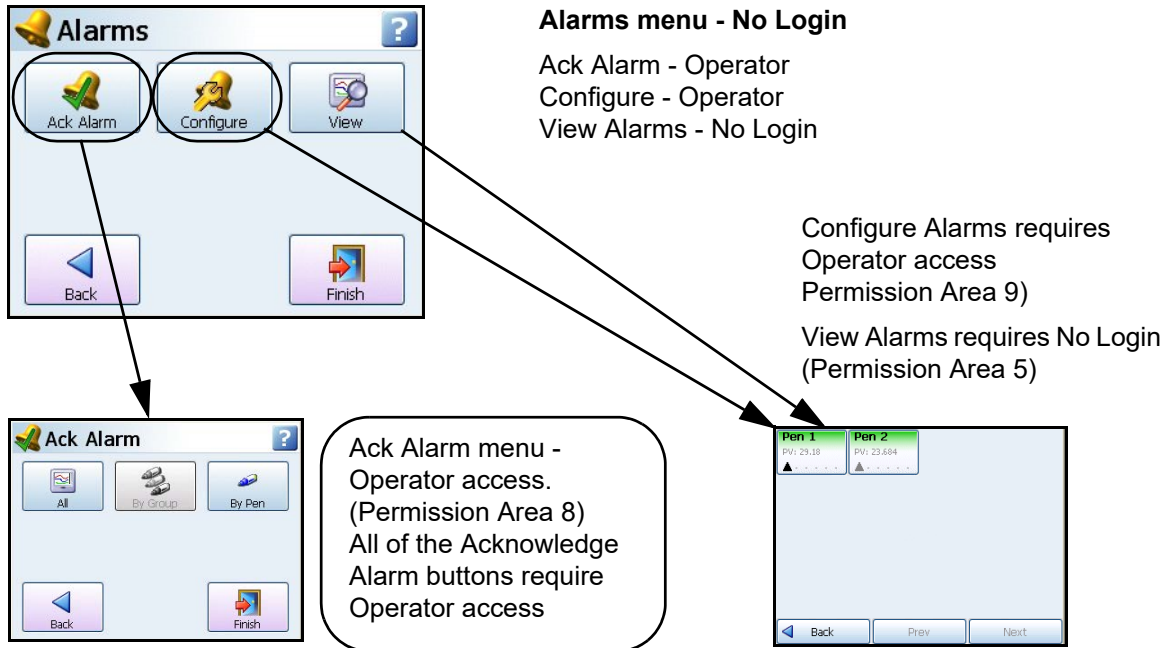 Alarms
?
Ack Alarm
Configure
View
Back
Finish
Alarms menu - No Login
Ack Alarm - Operator
Configure - Operator
View Alarms - No Login
Configure Alarms requires
Operator access
Permission Area 9)
View Alarms requires No Login
(Permission Area 5)
Ack Alarm
?
All
By Group
By Pen
Back
Finish
Ack Alarm menu -
Operator access.
(Permission Area 8)
All of the Acknowledge
Alarm buttons require
Operator access
Pen 1
PV: 29.18
Pen 2
PV: 23.684
Back
Prev
Next